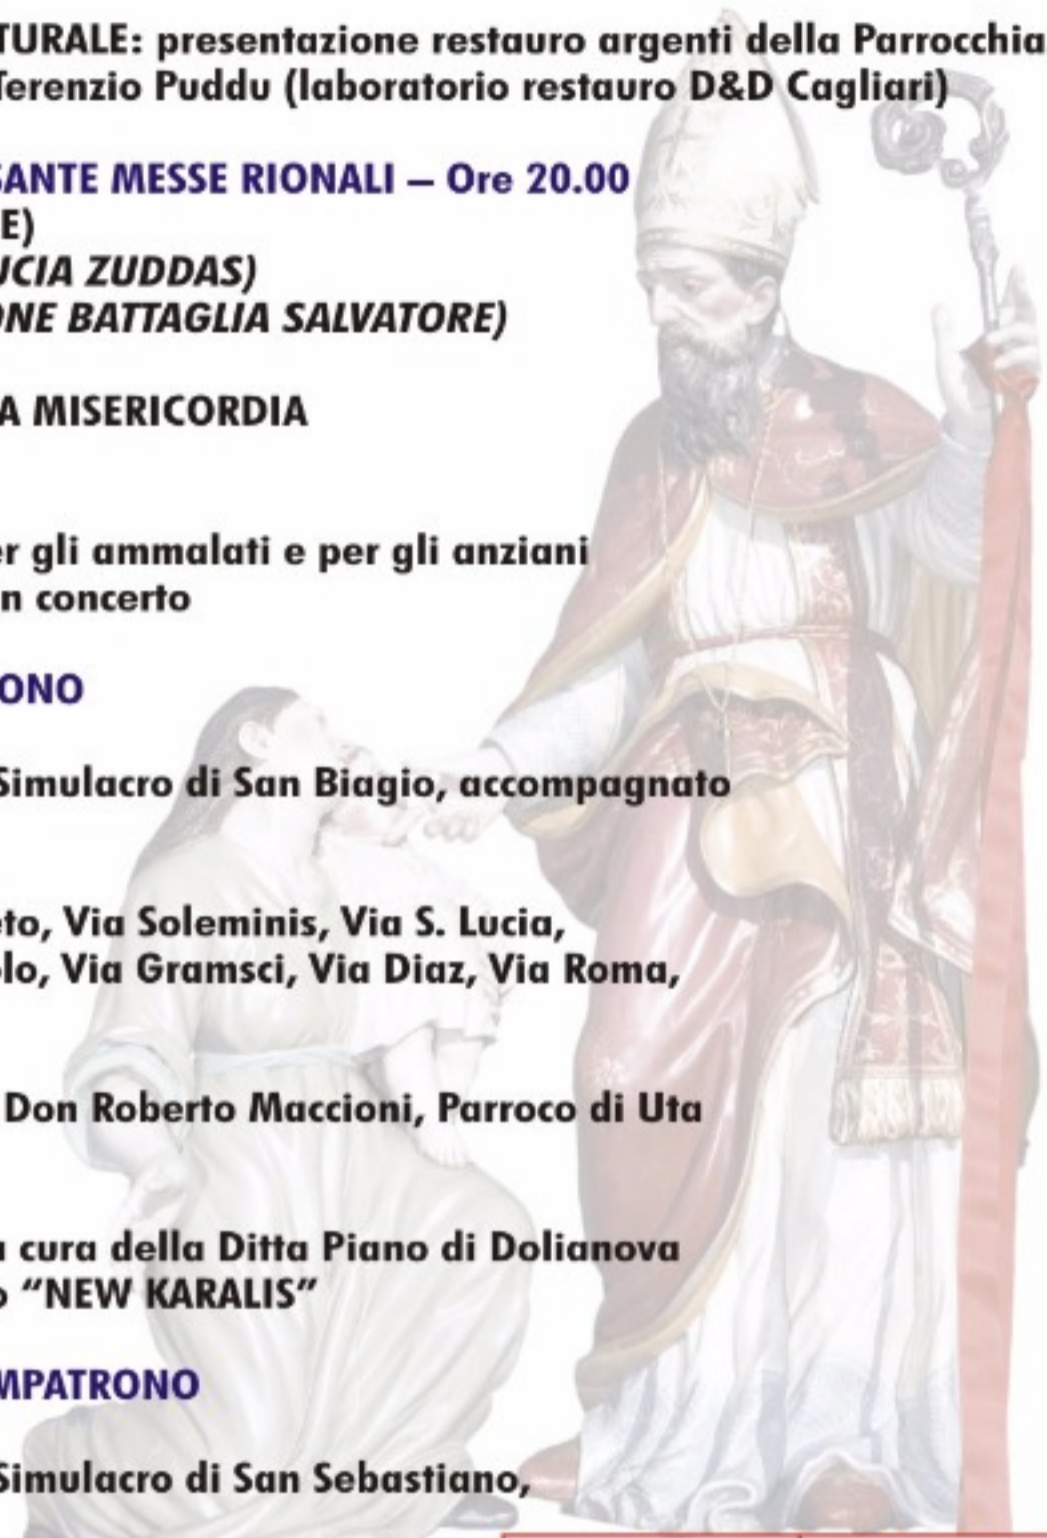 TURALE: presentazione restauro argenti della Parrocchia
Terenzio Puddu (laboratorio restauro D&D Cagliari)
SANTE MESSE RIONALI – Ore 20.00
E)
UCIA ZUDDAS)
ONE BATTAGLIA SALVATORE)
A MISERICORDIA
er gli ammalati e per gli anziani
n concerto
ONO
Simulacro di San Biagio, accompagnato
eto, Via Soleminis, Via S. Lucia,
olo, Via Gramsci, Via Diaz, Via Roma,
Don Roberto Maccioni, Parroco di Uta
a cura della Ditta Piano di Dolianova
o “NEW KARALIS”
MPATRONO
Simulacro di San Sebastiano,